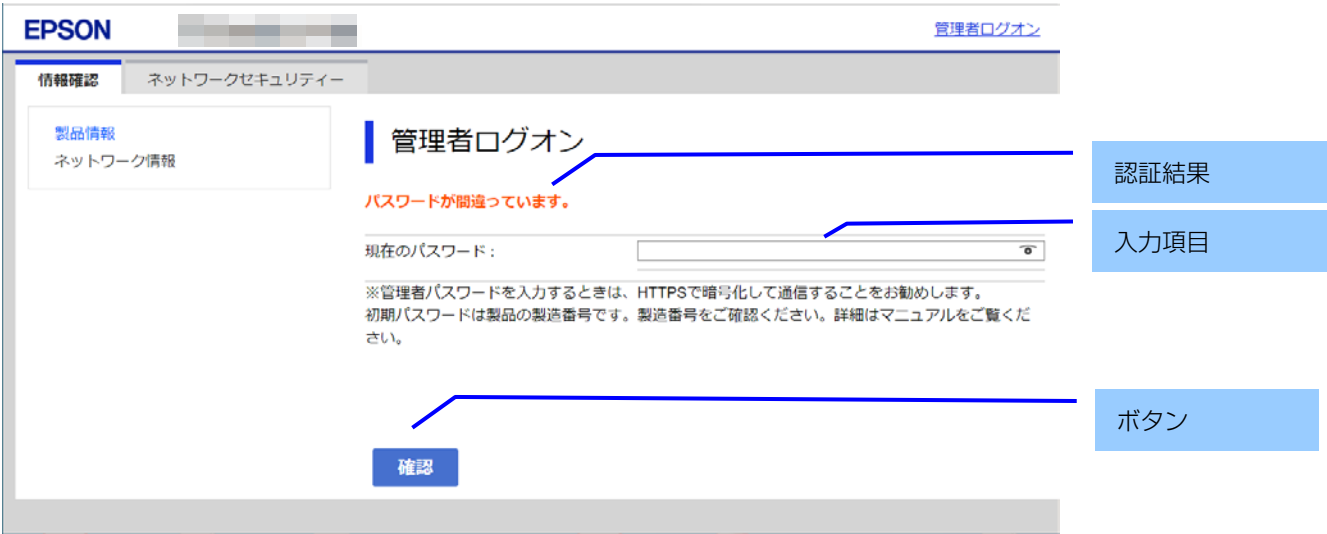 EPSON
管理者ログオン
情報確認
ネットワークセキュリティー
製品情報
ネットワーク情報
管理者ログオン
パスワードが間違っています。
現在のパスワード :
※管理者パスワードを入力するときは、HTTPSで暗号化して通信することをお勧めします。
初期パスワードは製品の製造番号です。製造番号をご確認ください。詳細はマニュアルをご覧くだ
さい。
確認
認証結果
入力項目
ボタン